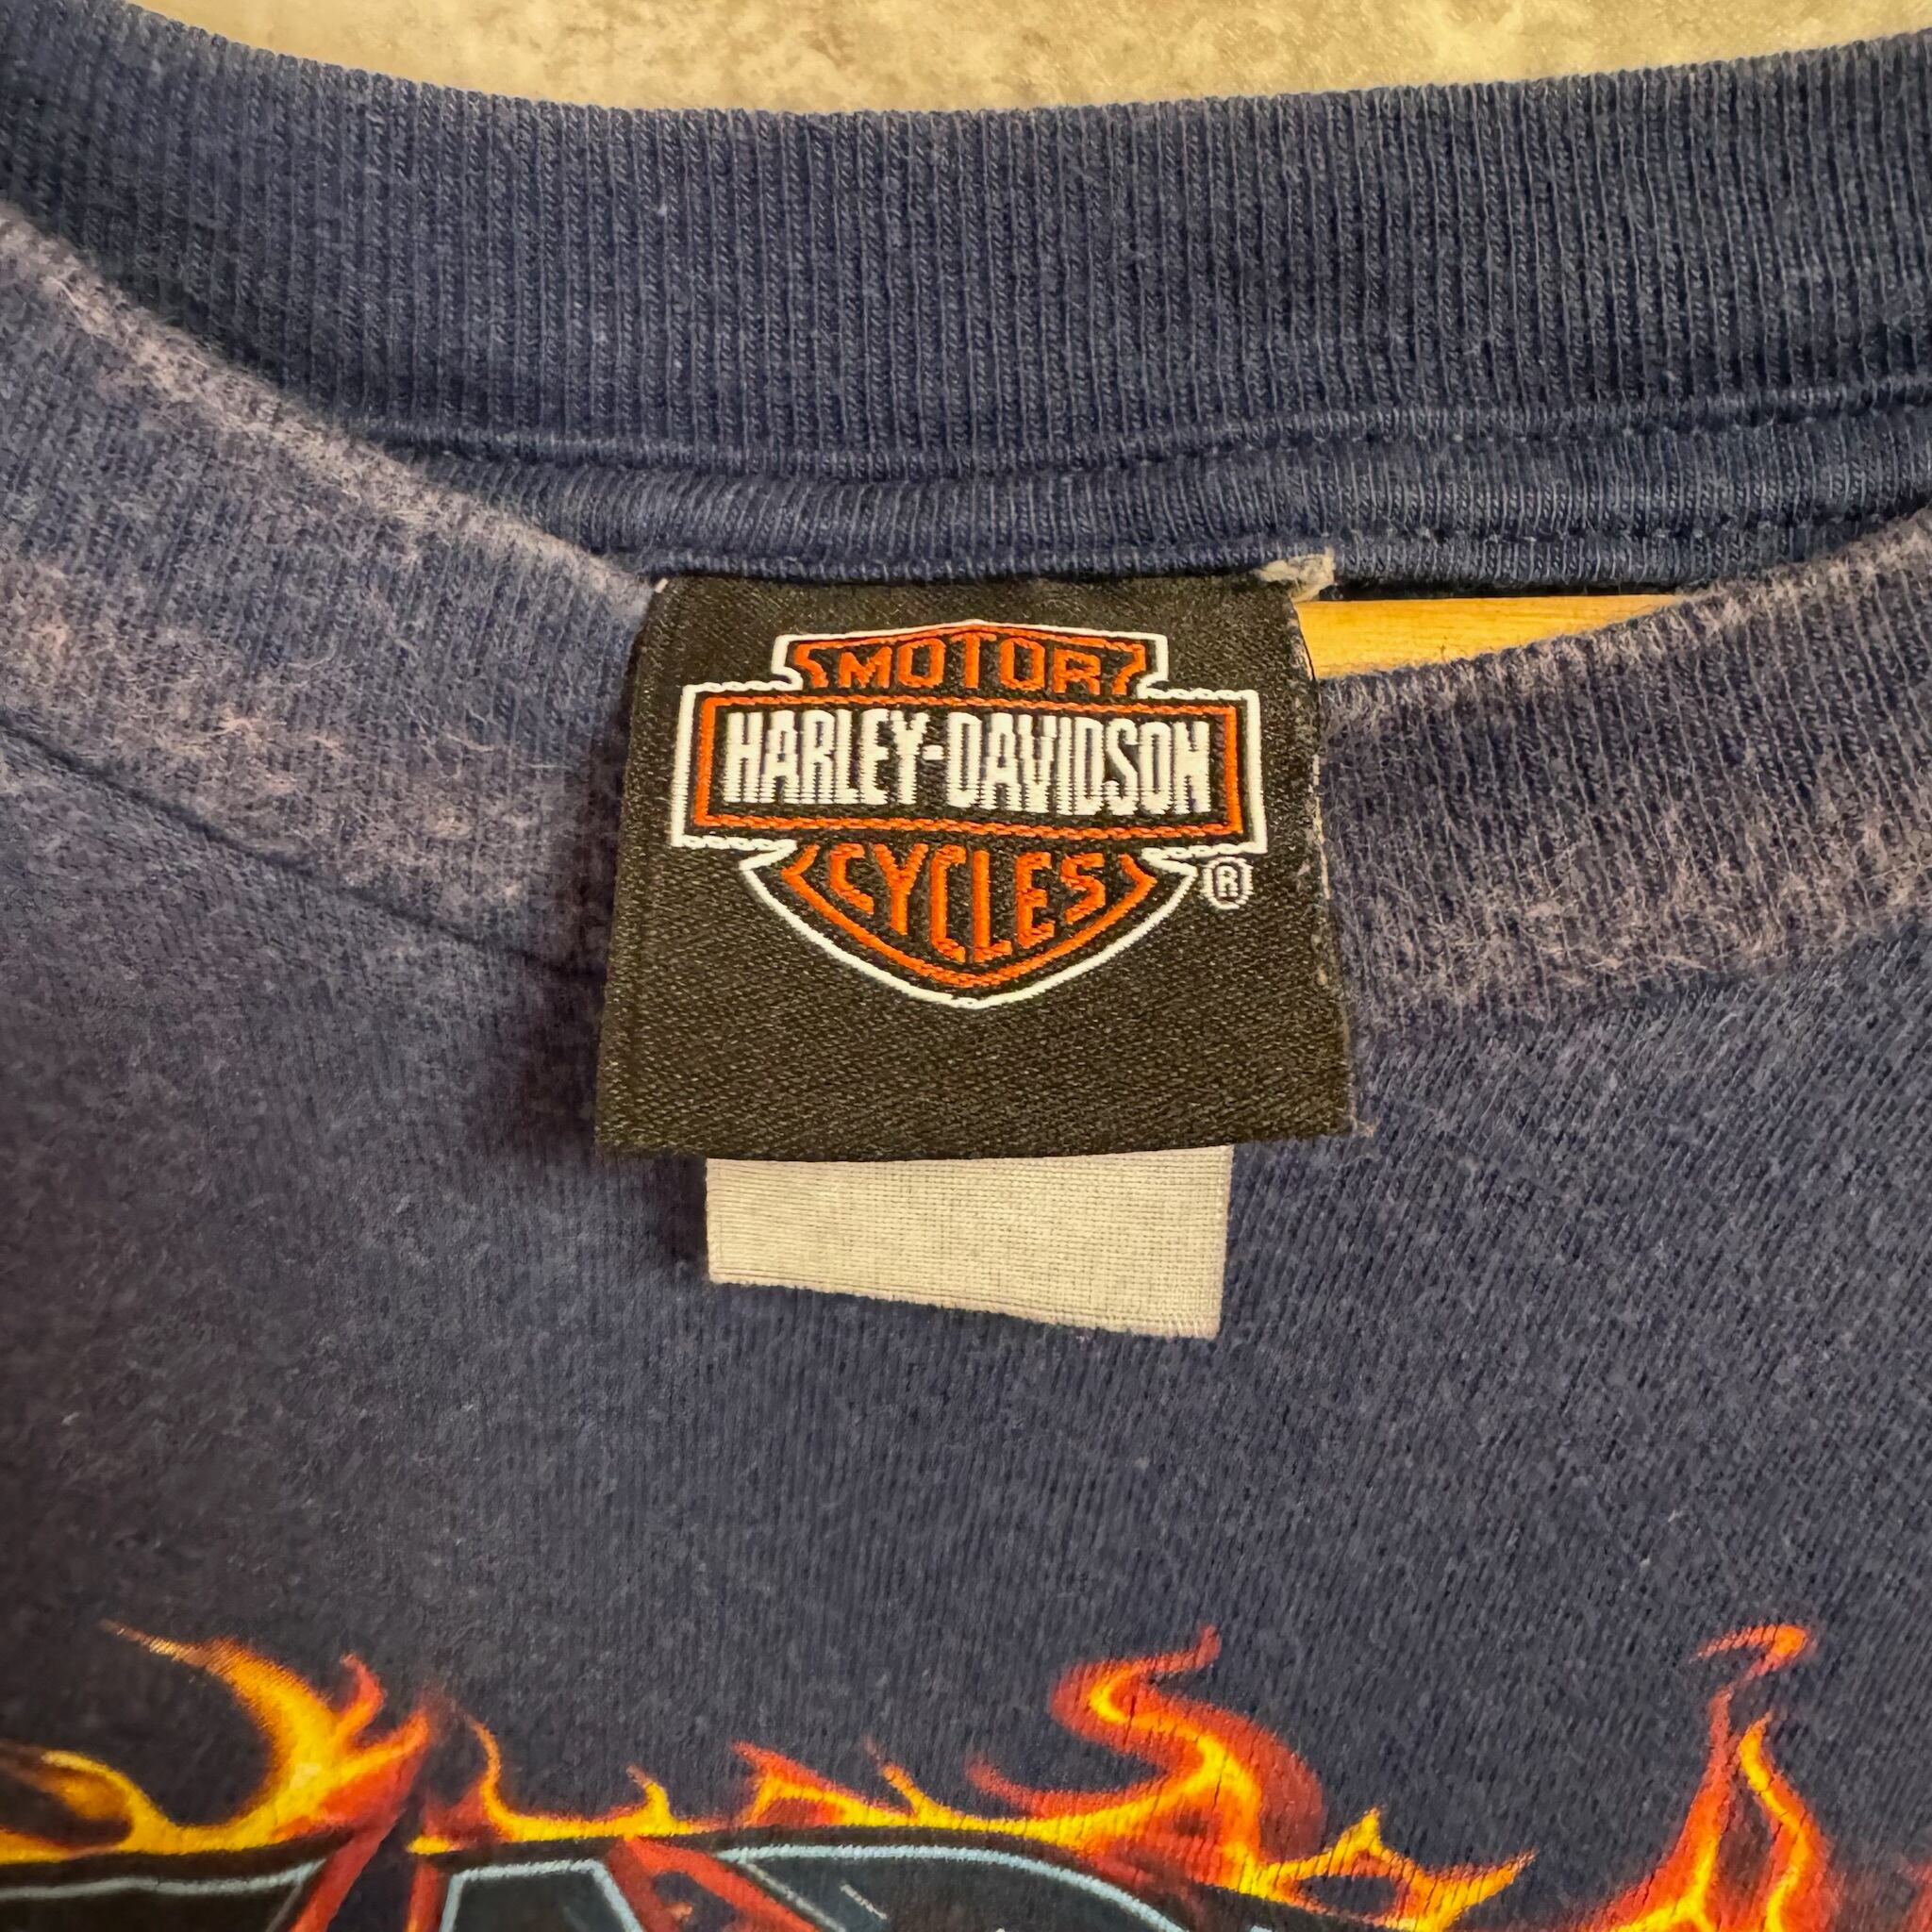 MOTOR
HARLEY-DAVIDSON
CYCLES
®